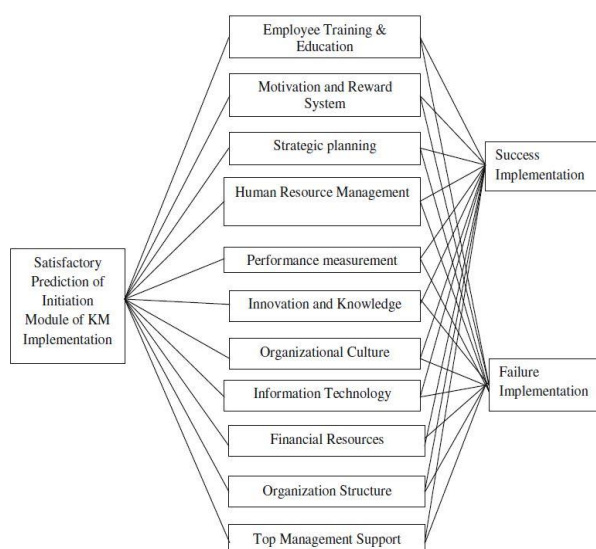 Employee Training &
Education
Motivation and Reward
System
Strategic planning
Human Resource Management
Performance measurement
Innovation and Knowledge
Organizational Culture
Information Technology
Financial Resources
Organization Structure
Top Management Support
Satisfactory
Prediction of
Initiation
Module of KM
Implementation
Success
Implementation
Failure
Implementation